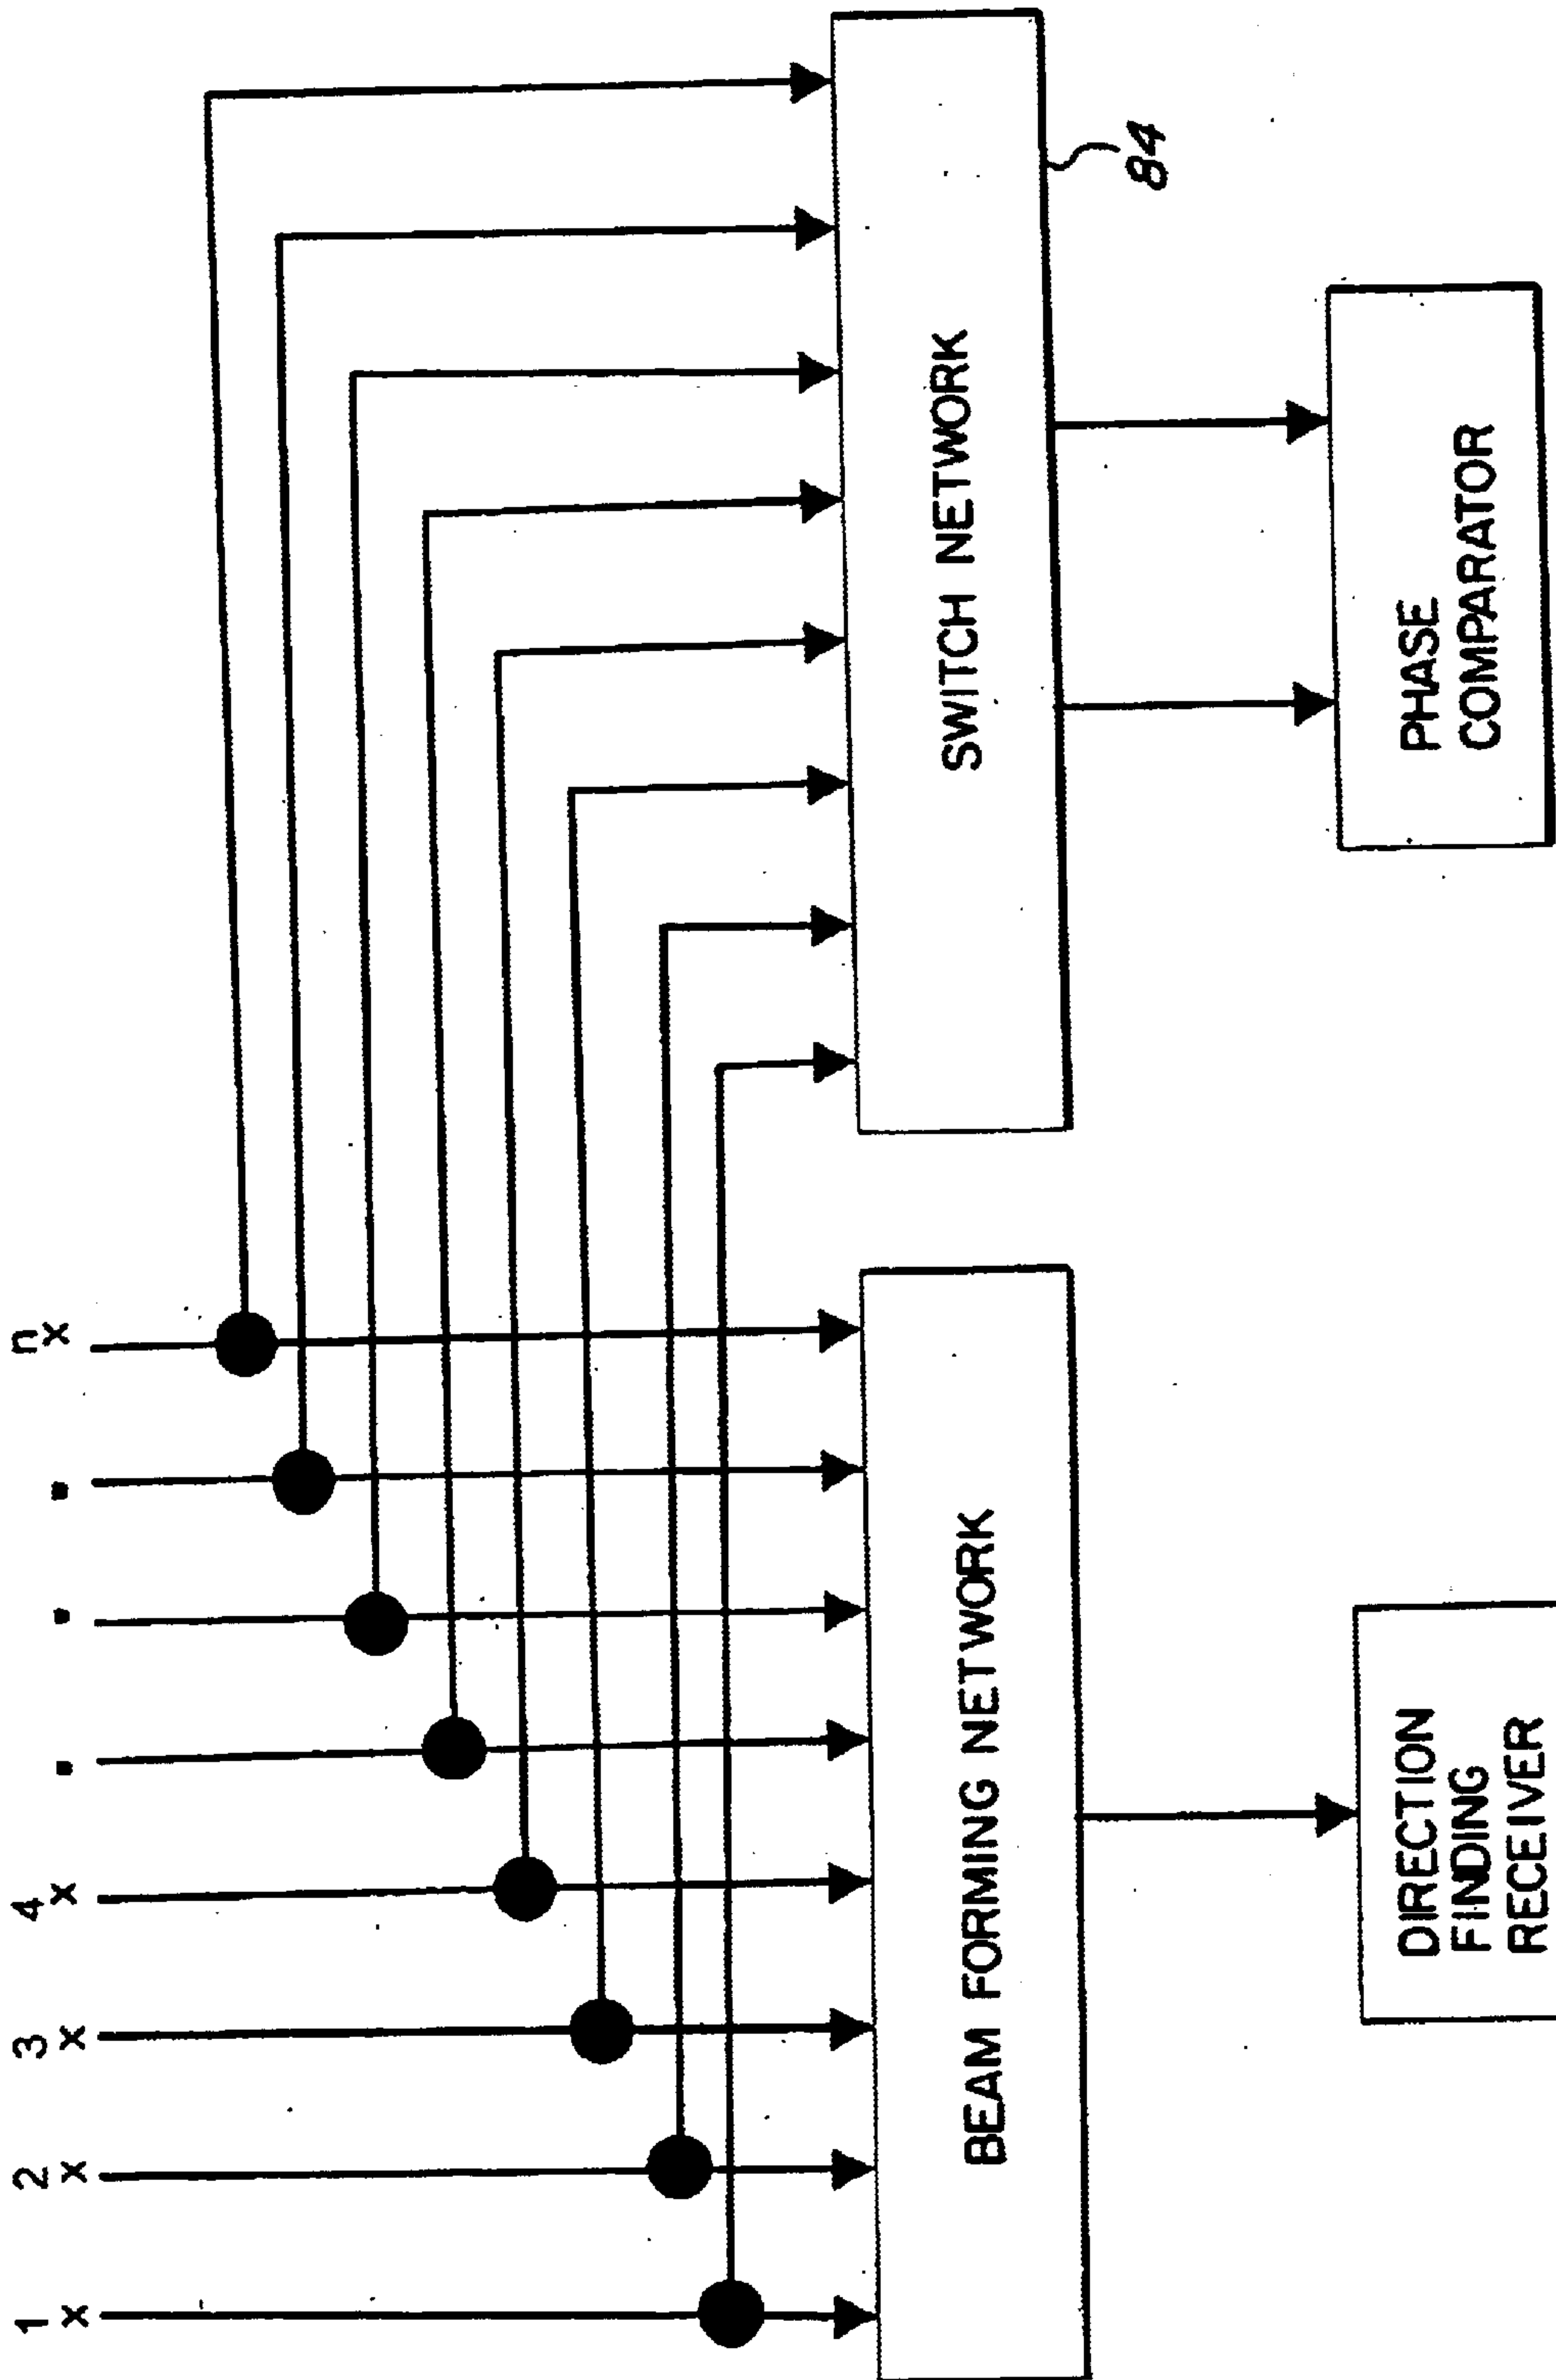 1 2 3 4 n
x x x x . . . x
BEAM FORMING NETWORK
SWITCH NETWORK
84
DIRECTION
FINDING
RECEIVER
PHASE
COMPARATOR